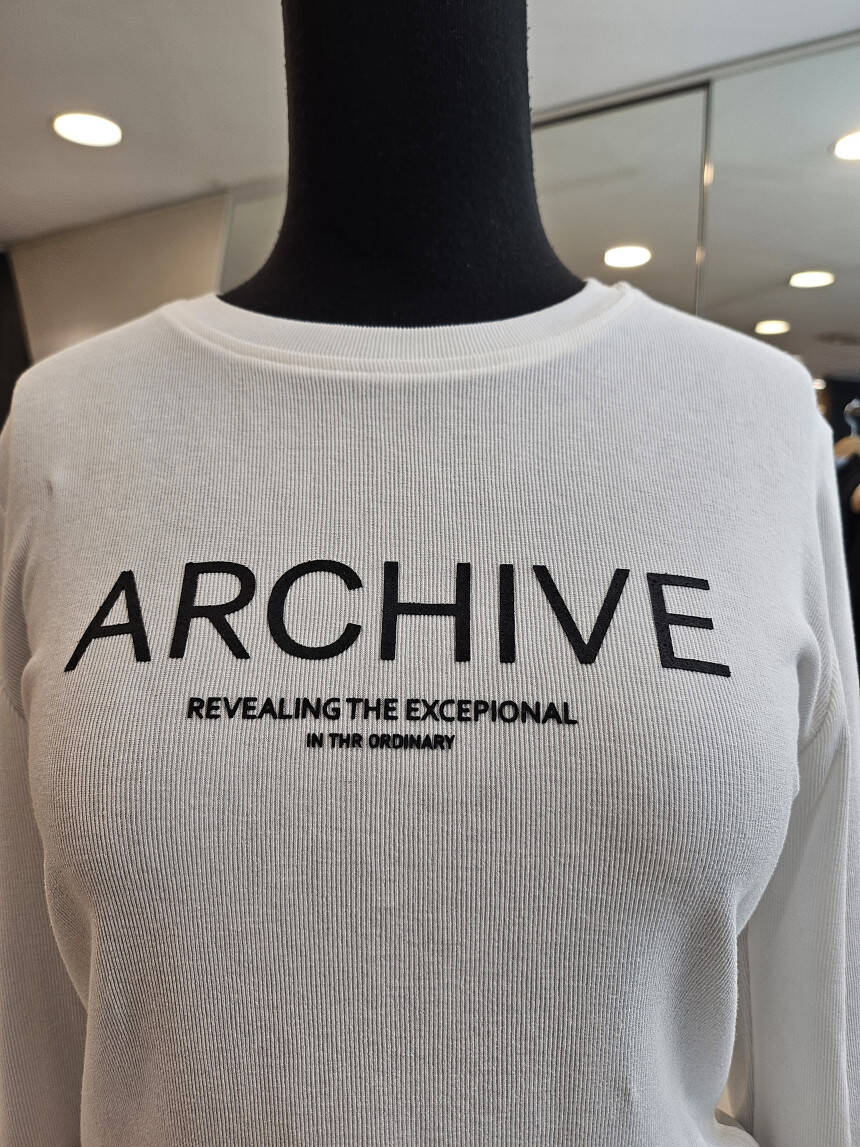 ARCHIVE
REVEALING THE EXCEPIONAL
IN THR ORDINARY